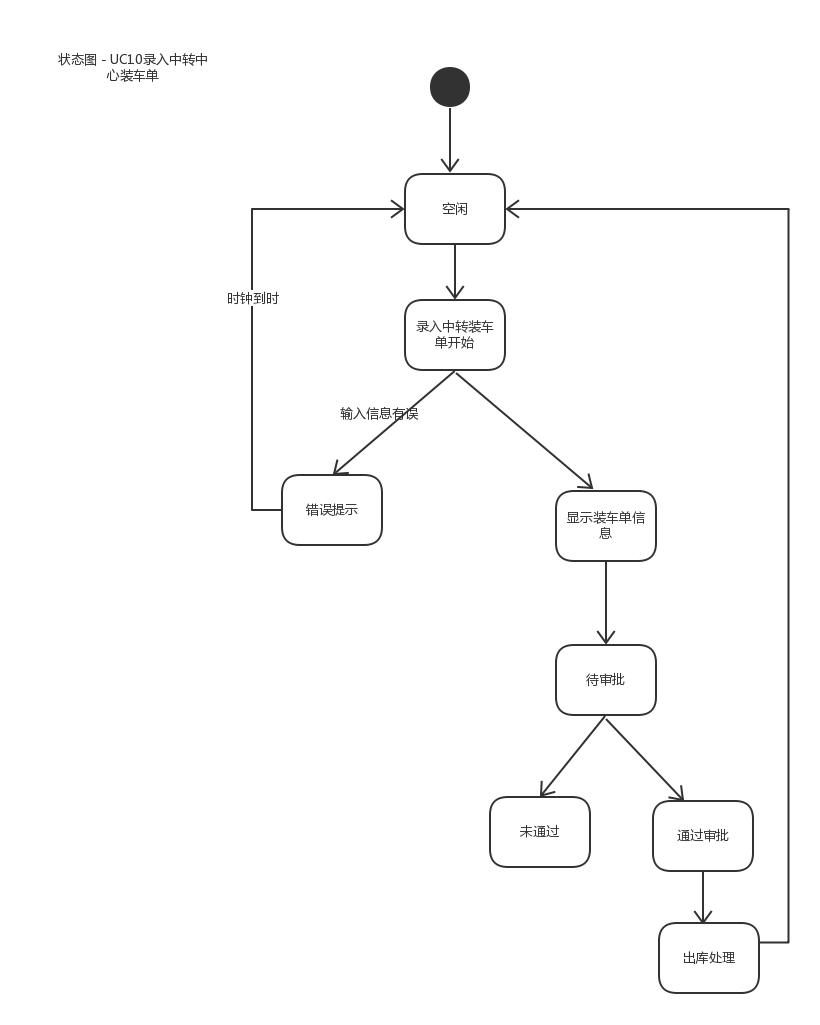 状态图 - UC10录入中转中
心装车单
空闲
时钟到时
录入中转装车
单开始
输入信息有误
错误提示
显示装车单信
息
待审批
未通过
通过审批
出库处理